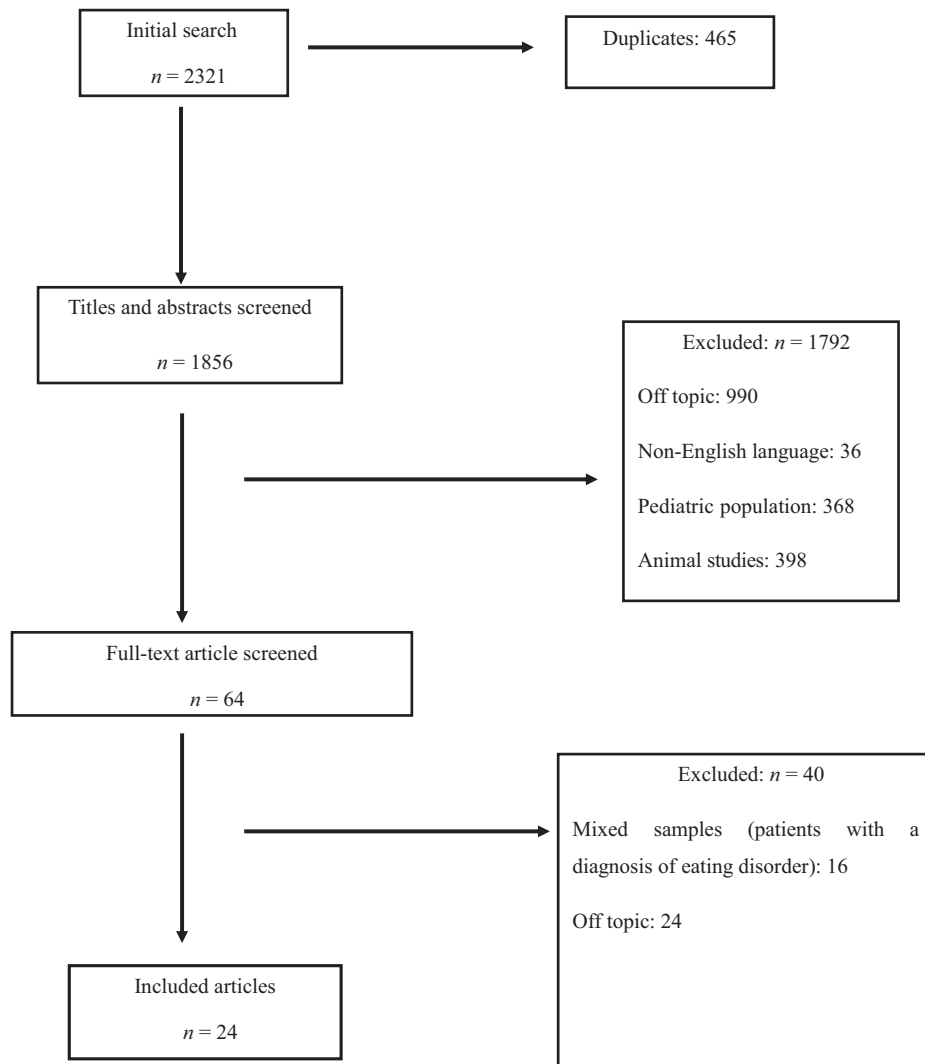 Initial search
n = 2321
Duplicates: 465
Titles and abstracts screened
n = 1856
Excluded: n = 1792
Off topic: 990
Non-English language: 36
Pediatric population: 368
Animal studies: 398
Full-text article screened
n = 64
Excluded: n = 40
Mixed samples (patients with a
diagnosis of eating disorder): 16
Off topic: 24
Included articles
n = 24